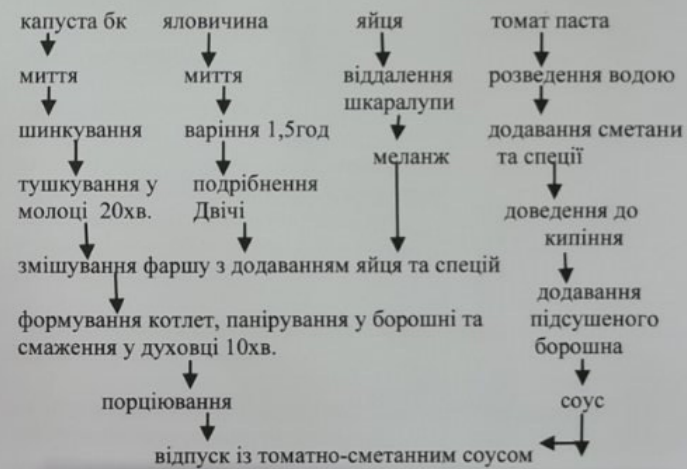 капуста бк яловичина яйця томат паста
миття миття віддалення розведення водою
шкаралупи
шинкування варіння 1,5год додавання сметани
меланж та спеції
тушкування у подрібнення
молоці 20хв. Двічі доведення до
кипіння
змішування фаршу з додаванням яйця та спецій
додавання
формування котлет, панірування у борошні та підсушеного
смаження у духовці 10хв. борошна
порціювання соус
відпуск із томатно-сметанним соусом